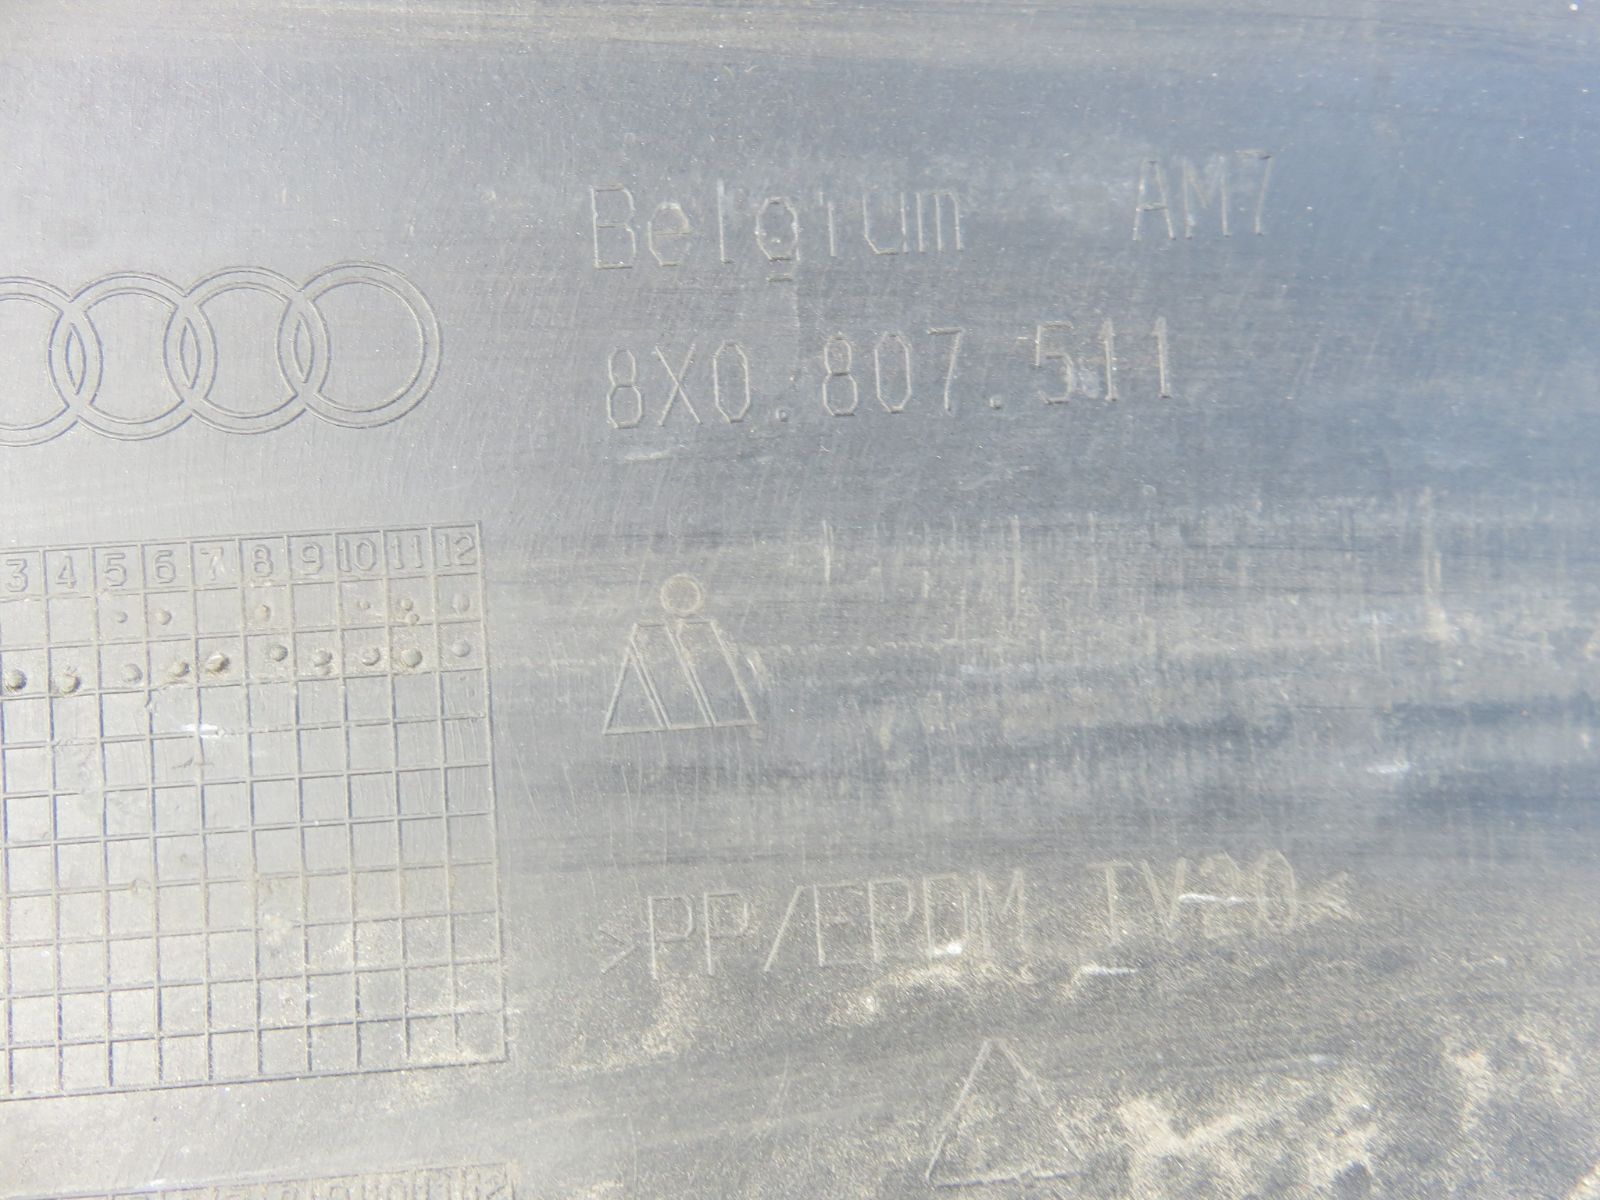 Belgium AM7
8X0.807.511
3 4 5 6 7 8 9 10 11 12
>PP/EPDM TV20<